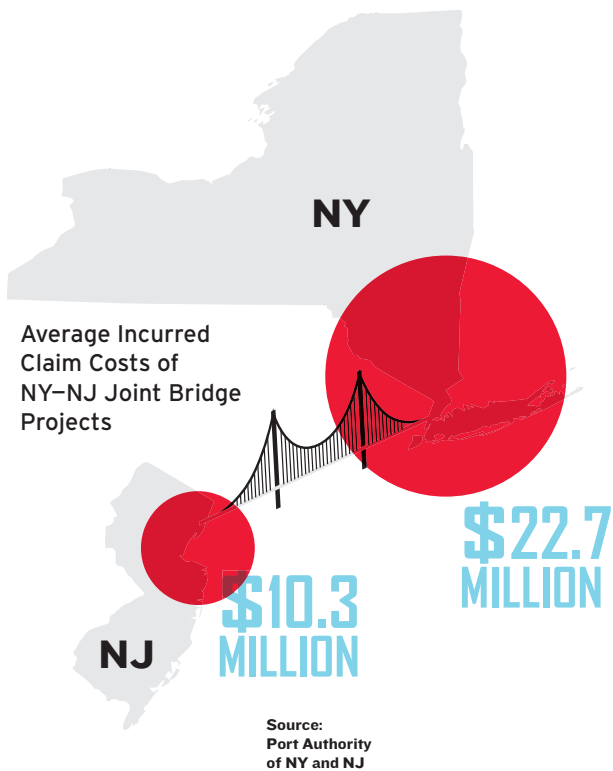 NY
Average Incurred
Claim Costs of
NY–NJ Joint Bridge
Projects
$22.7
MILLION
$10.3
MILLION
NJ
Source:
Port Authority
of NY and NJ